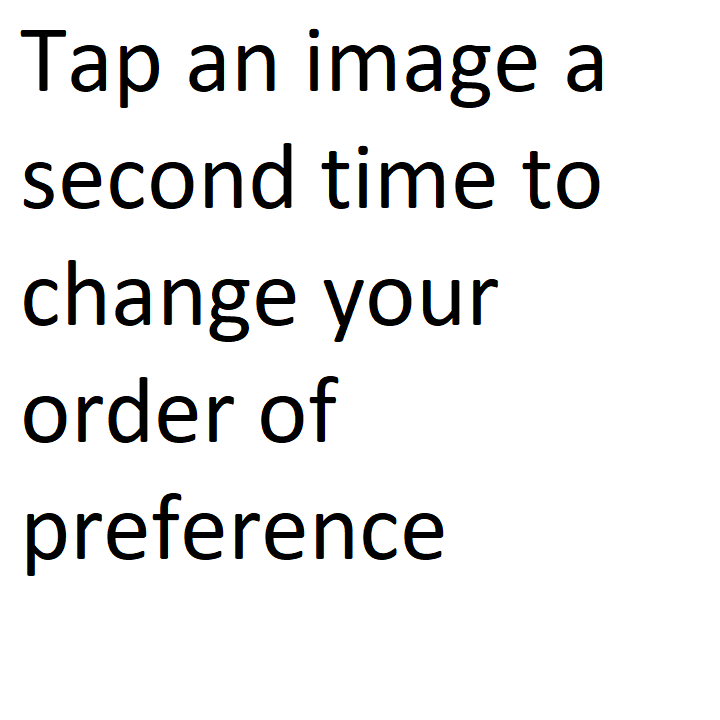 Tap an image a
second time to
change your
order of
preference